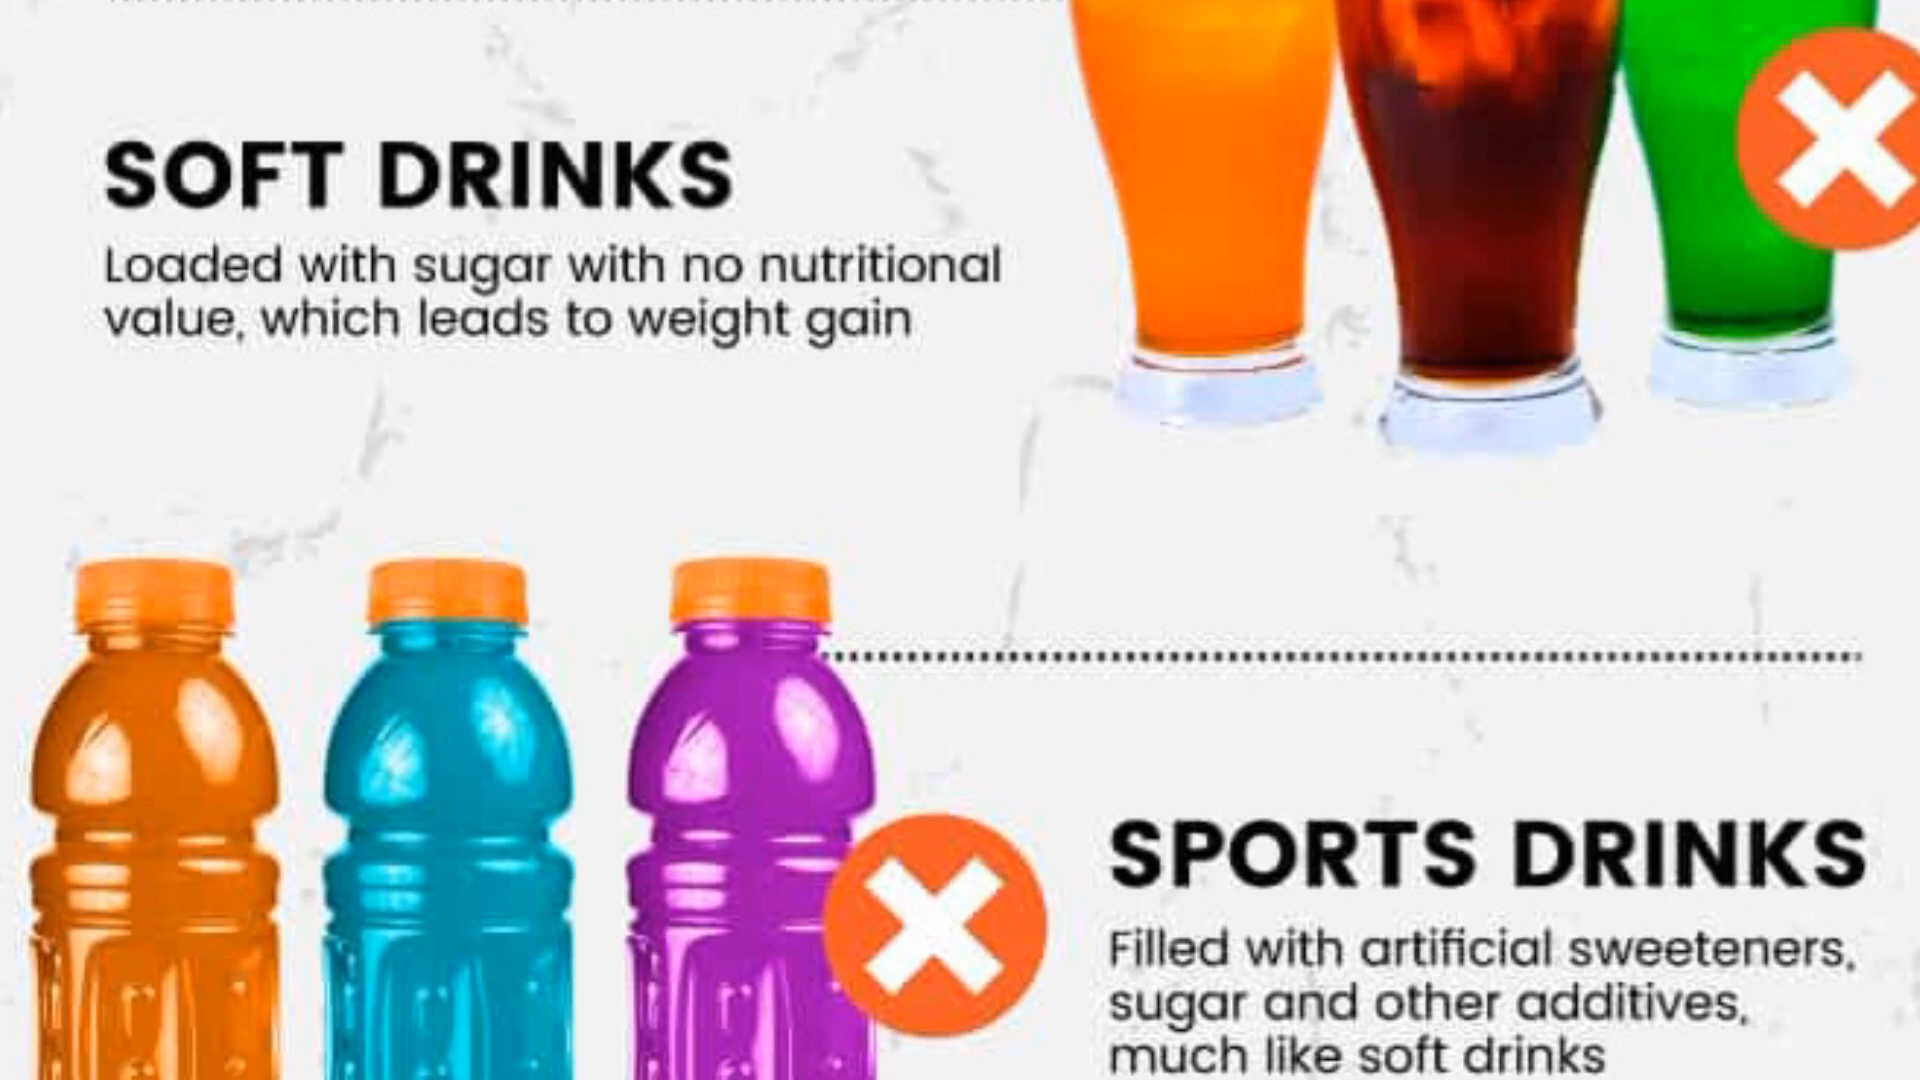 SOFT DRINKS
Loaded with sugar with no nutritional
value, which leads to weight gain
SPORTS DRINKS
Filled with artificial sweeteners,
sugar and other additives,
much like soft drinks